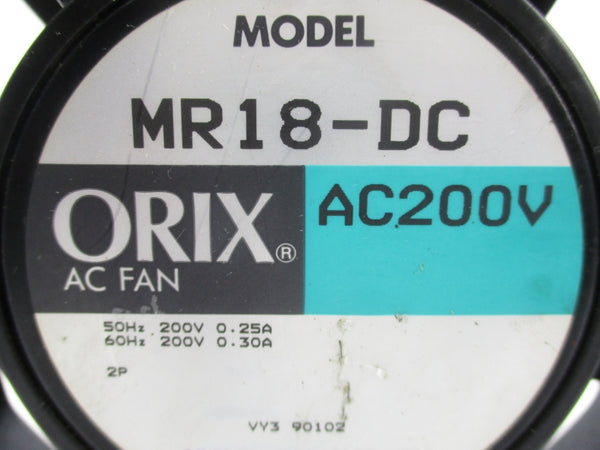 MODEL
MR18-DC
ORIX®
AC200V
AC FAN
50Hz 200V 0.25A
60Hz 200V 0.30A
2P
VY3 90102